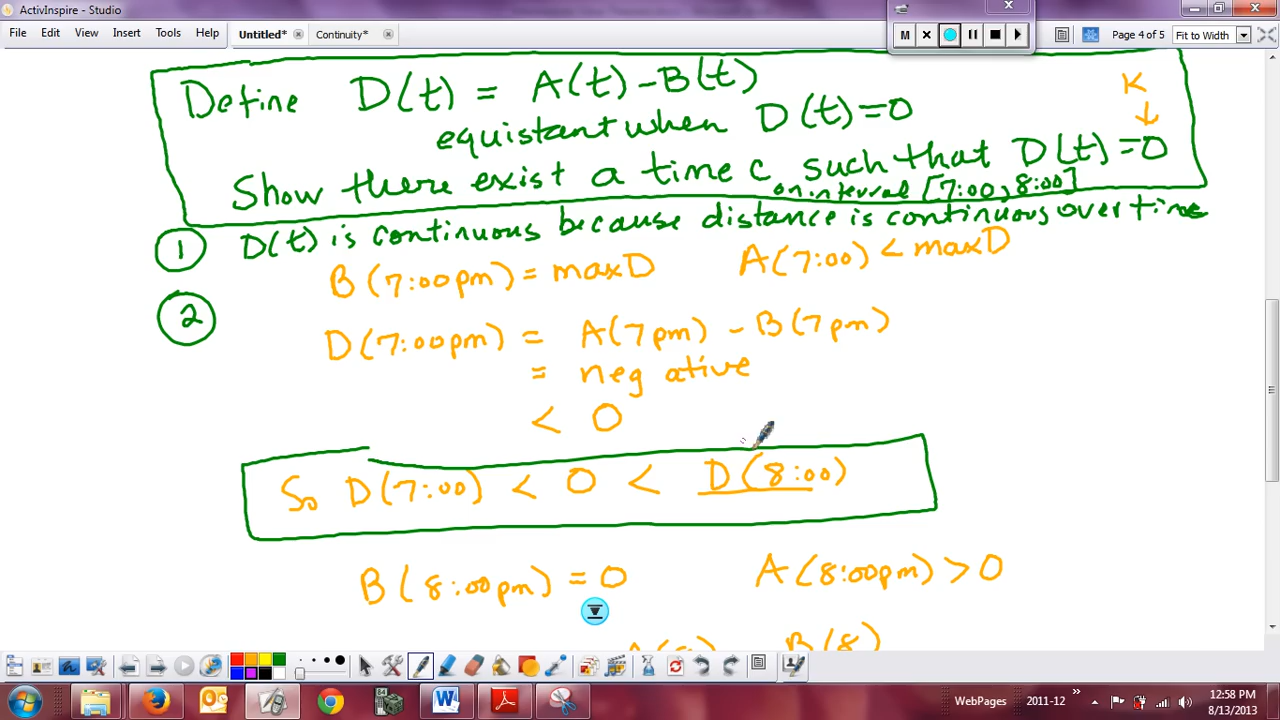 ActivInspire - Studio
File Edit View Insert Tools Help Untitled* Continuity* M Page 4 of 5 Fit to Width
Define D(t) = A(t) - B(t)
K
equistant when D(t) = 0
Show there exist a time c such that D(t) = 0
on interval [7:00, 8:00]
1 D(t) is continuous because distance is continuous over time
B(7:00pm) = max D A(7:00) < max D
2
D(7:00pm) = A(7pm) - B(7pm)
= negative
< 0
So D(7:00) < 0 < D(8:00)
B(8:00pm) = 0 A(8:00pm) > 0
B(8)
WebPages 2011-12 12:58 PM
8/13/2013